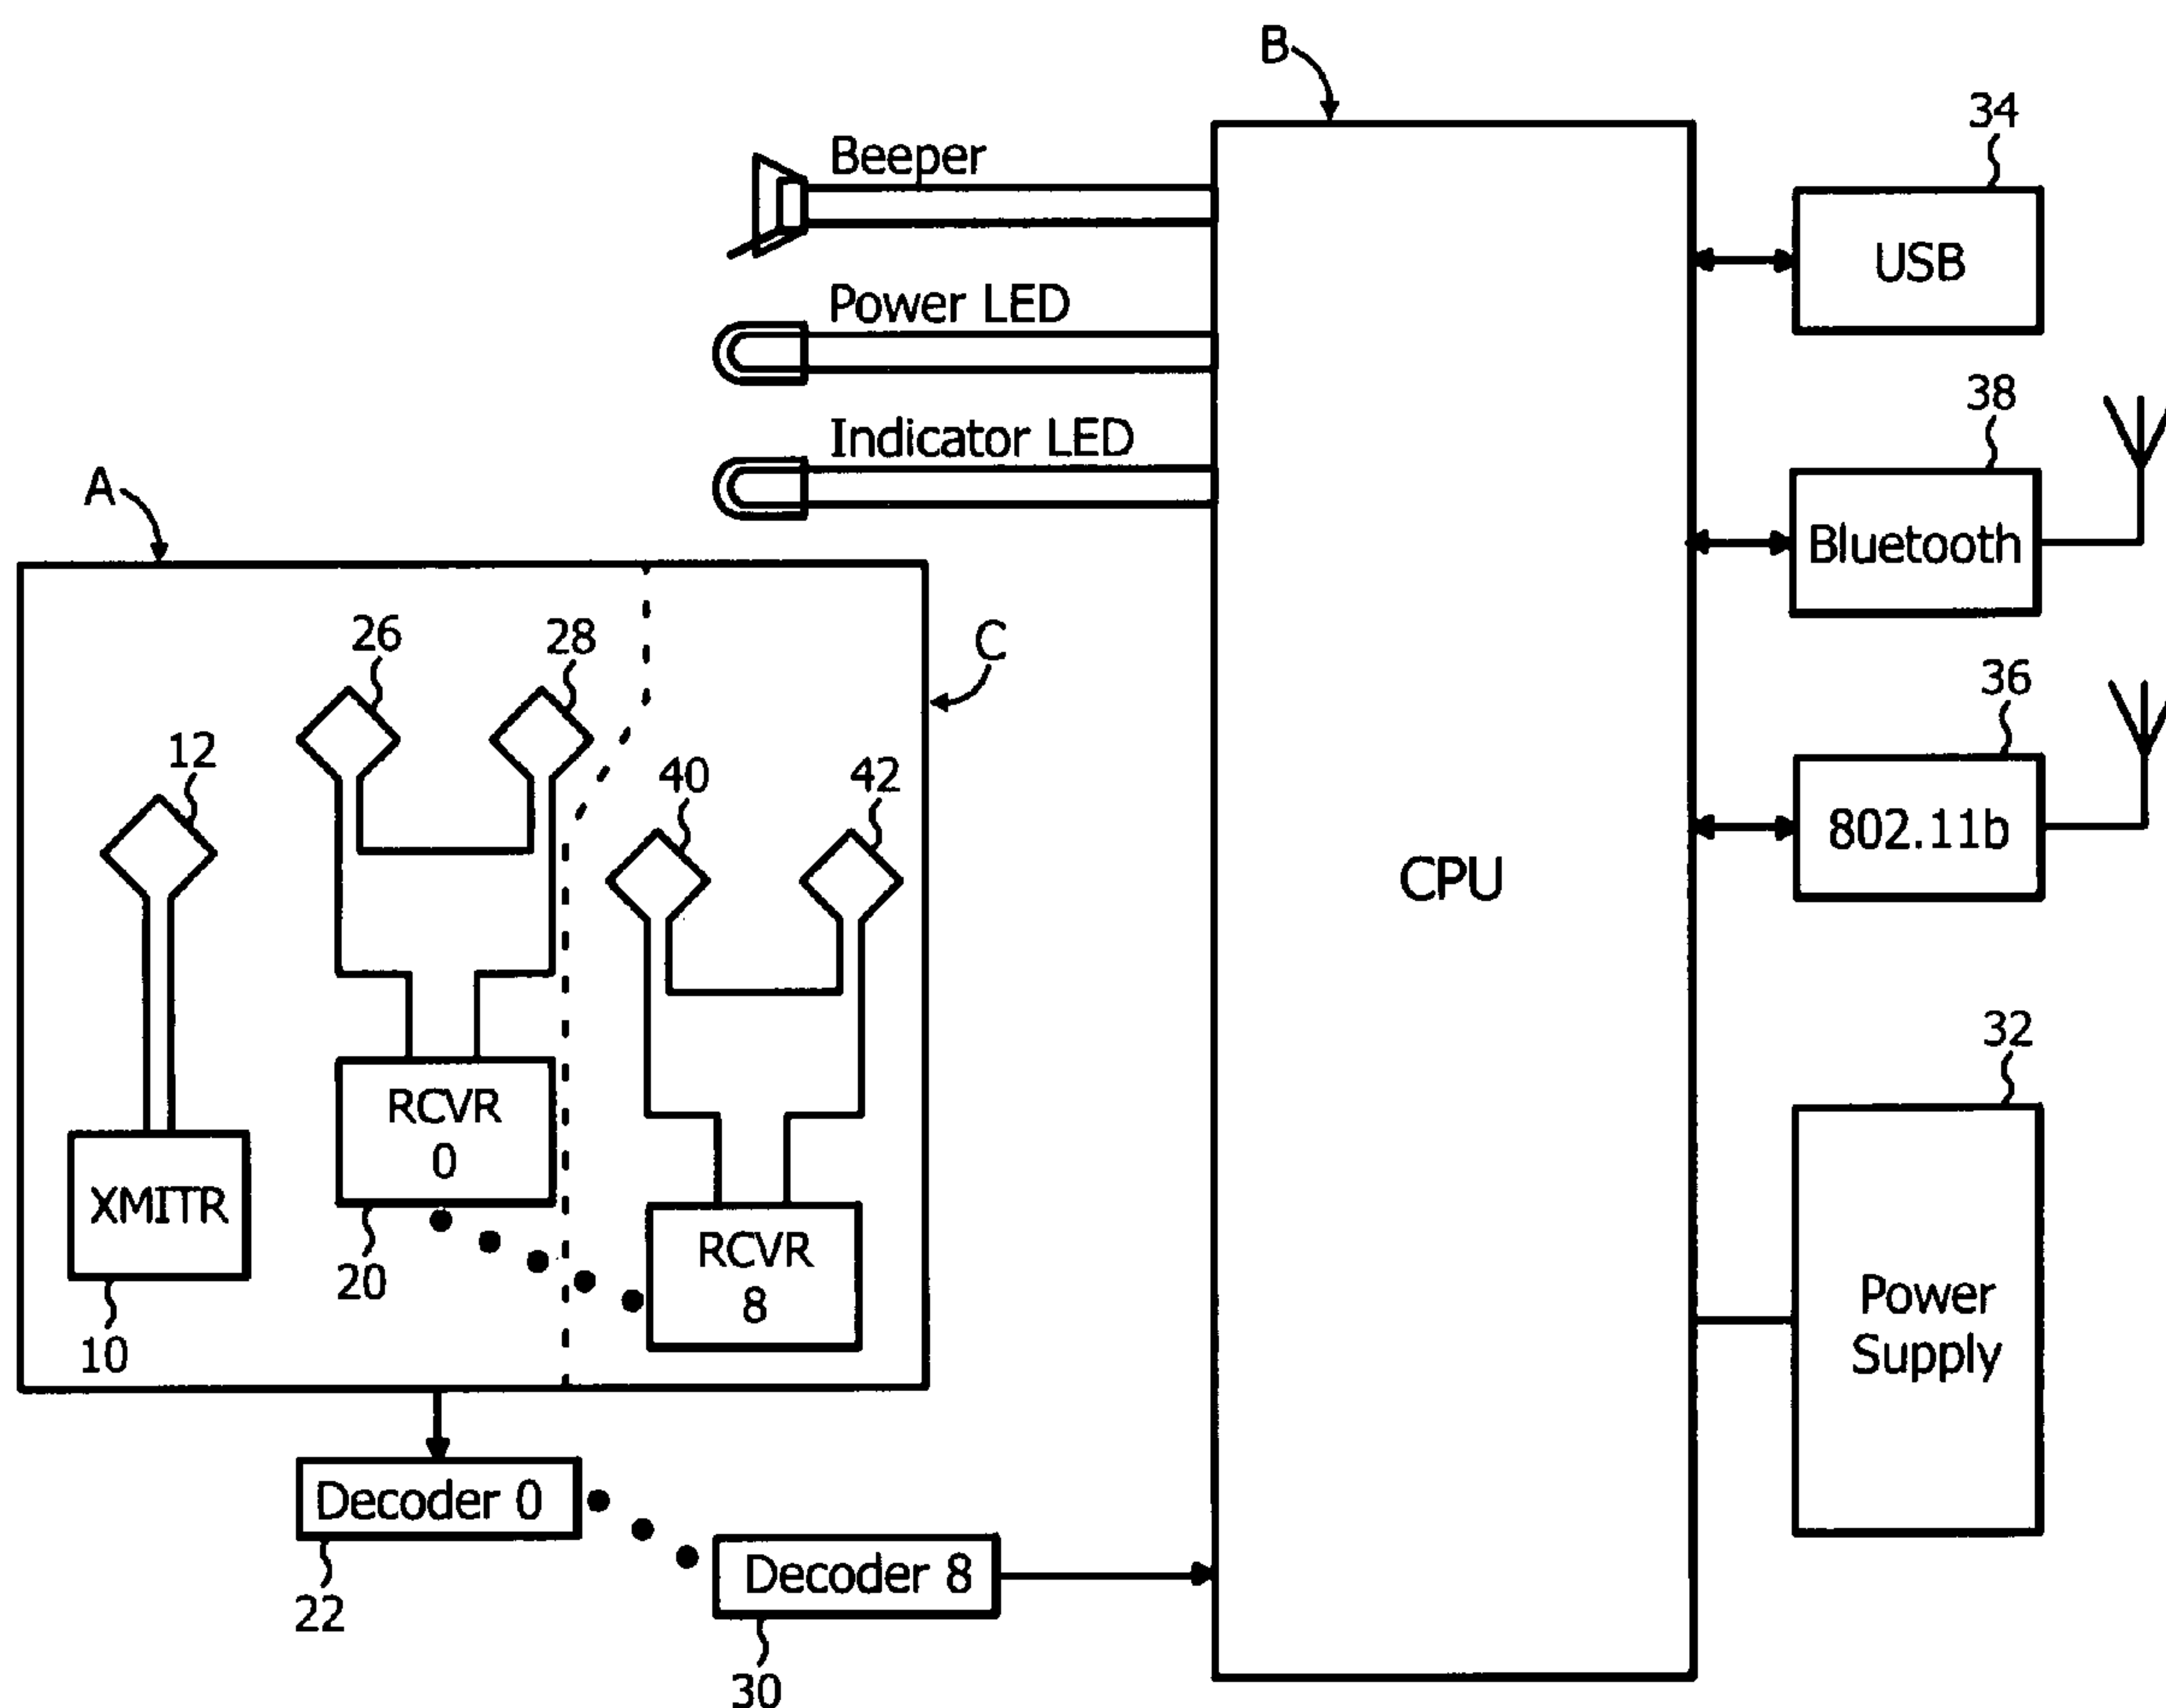 B
34
Beeper
USB
Power LED
38
Indicator LED
A
Bluetooth
26
28
C
36
12
40
42
802.11b
CPU
32
RCVR
0
XMITR
RCVR
8
20
10
Power
Supply
Decoder 0
Decoder 8
22
30